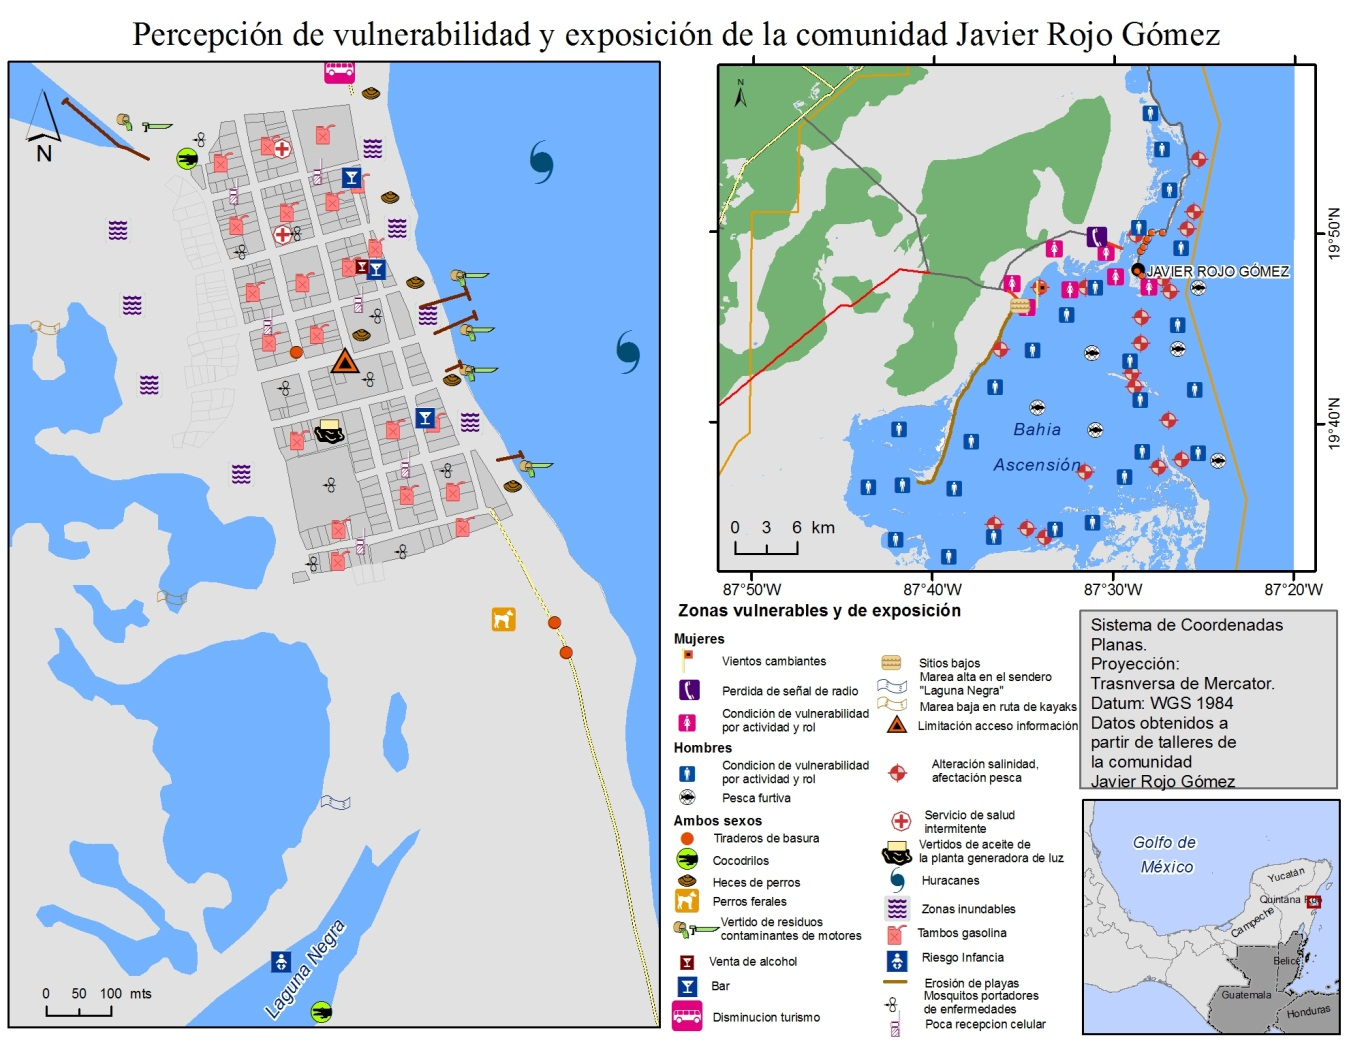 Percepción de vulnerabilidad y exposición de la comunidad Javier Rojo Gómez
N
Laguna Negra
0 50 100 mts
N
JAVIER ROJO GÓMEZ
Bahia
Ascensión
0 3 6 km
19°50'N
19°40'N
87°50'W 87°40'W 87°30'W 87°20'W
Zonas vulnerables y de exposición
Mujeres
Vientos cambiantes
Perdida de señal de radio
Condición de vulnerabilidad
por actividad y rol
Hombres
Condicion de vulnerabilidad
por actividad y rol
Pesca furtiva
Ambos sexos
Tiraderos de basura
Cocodrilos
Heces de perros
Perros ferales
Vertido de residuos
contaminantes de motores
Venta de alcohol
Bar
Disminucion turismo
Sitios bajos
Marea alta en el sendero
"Laguna Negra"
Marea baja en ruta de kayaks
Limitación acceso información
Alteración salinidad,
afectación pesca
Servicio de salud
intermitente
Vertidos de aceite de
la planta generadora de luz
Huracanes
Zonas inundables
Tambos gasolina
Riesgo Infancia
Erosión de playas
Mosquitos portadores
de enfermedades
Poca recepcion celular
Sistema de Coordenadas
Planas.
Proyección:
Trasnversa de Mercator.
Datum: WGS 1984
Datos obtenidos a
partir de talleres de
la comunidad
Javier Rojo Gómez
Golfo de
México
Yucatán
Quintana Roo
Campeche
Belice
Guatemala
Honduras